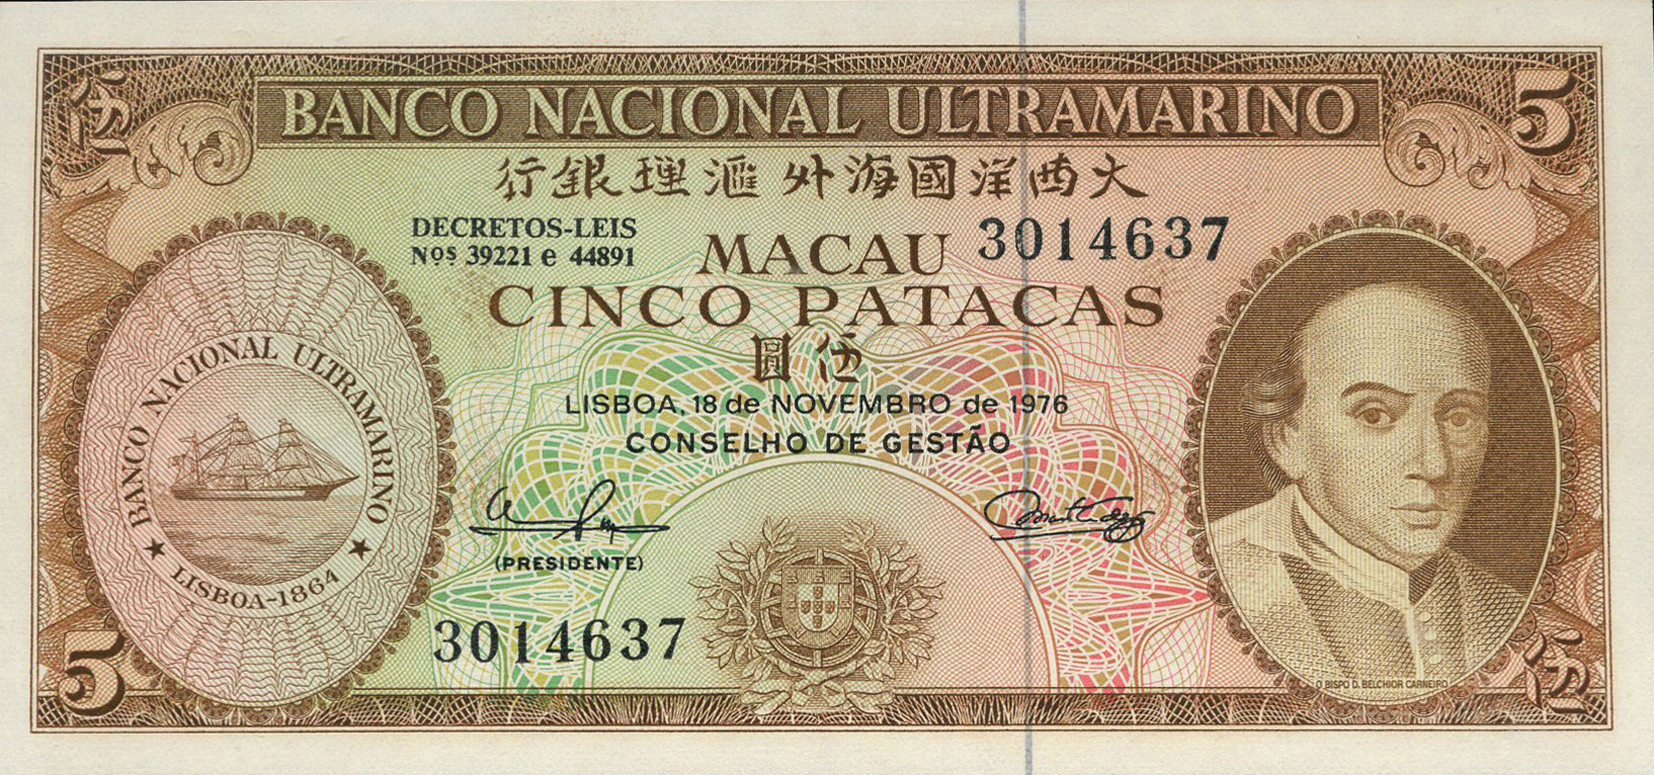 伍
5
BANCO NACIONAL ULTRAMARINO
行銀理滙外海國洋西大
DECRETOS-LEIS
Nos 39221 e 44891
MACAU
3014637
CINCO PATACAS
圓伍
LISBOA, 18 de NOVEMBRO de 1976
CONSELHO DE GESTÃO
(PRESIDENTE)
BANCO NACIONAL ULTRAMARINO
★ LISBOA-1864 ★
3014637
O BISPO D. BELCHIOR CARNEIRO
5
伍